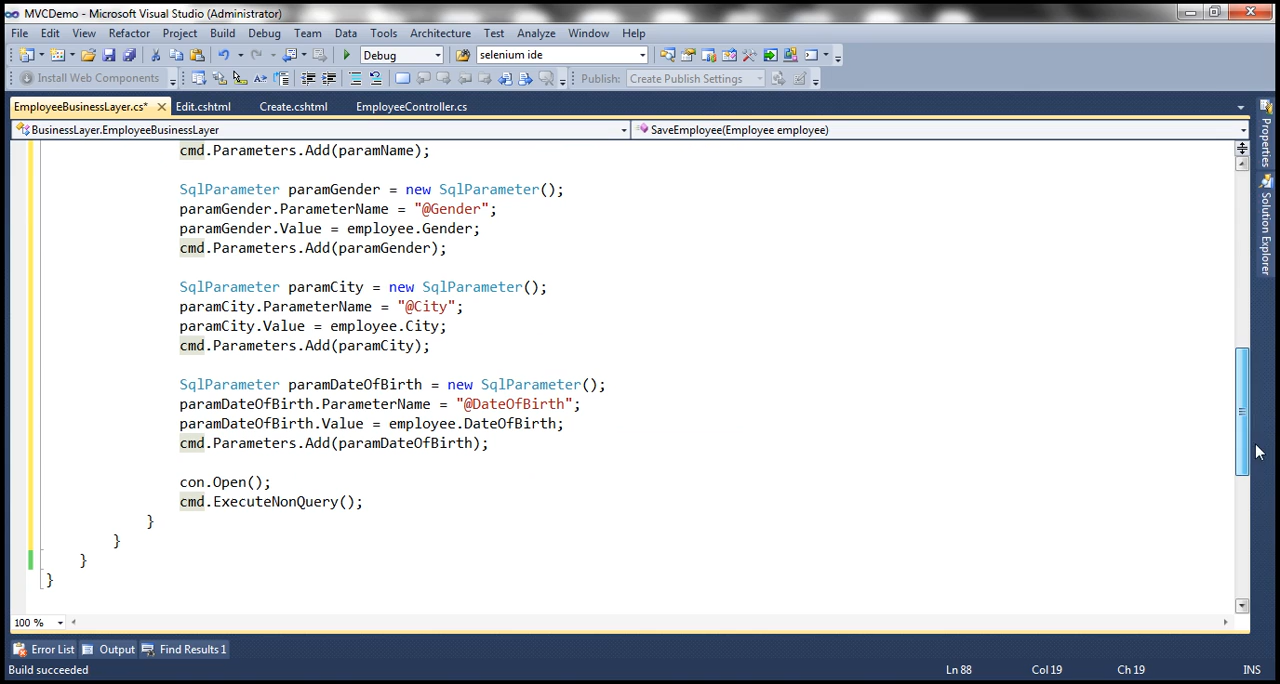 MVCDemo - Microsoft Visual Studio (Administrator)
File Edit View Refactor Project Build Debug Team Data Tools Architecture Test Analyze Window Help
Debug selenium ide
Install Web Components Publish: Create Publish Settings
EmployeeBusinessLayer.cs* Edit.cshtml Create.cshtml EmployeeController.cs
BusinessLayer.EmployeeBusinessLayer SaveEmployee(Employee employee)
cmd.Parameters.Add(paramName);
SqlParameter paramGender = new SqlParameter();
paramGender.ParameterName = "@Gender";
paramGender.Value = employee.Gender;
cmd.Parameters.Add(paramGender);
SqlParameter paramCity = new SqlParameter();
paramCity.ParameterName = "@City";
paramCity.Value = employee.City;
cmd.Parameters.Add(paramCity);
SqlParameter paramDateOfBirth = new SqlParameter();
paramDateOfBirth.ParameterName = "@DateOfBirth";
paramDateOfBirth.Value = employee.DateOfBirth;
cmd.Parameters.Add(paramDateOfBirth);
con.Open();
cmd.ExecuteNonQuery();
}
}
}
}
100 %
Error List Output Find Results 1
Build succeeded Ln 88 Col 19 Ch 19 INS
Properties
Solution Explorer